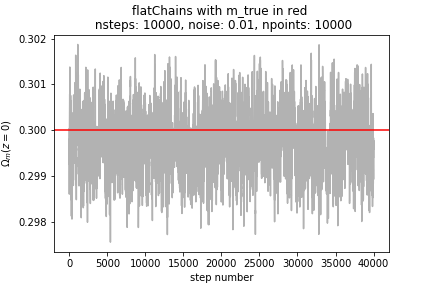 flatChains with m_true in red
nsteps: 10000, noise: 0.01, npoints: 10000
0.302
0.301
0.300
0.299
0.298
Ωm(z = 0)
0 5000 10000 15000 20000 25000 30000 35000 40000
step number